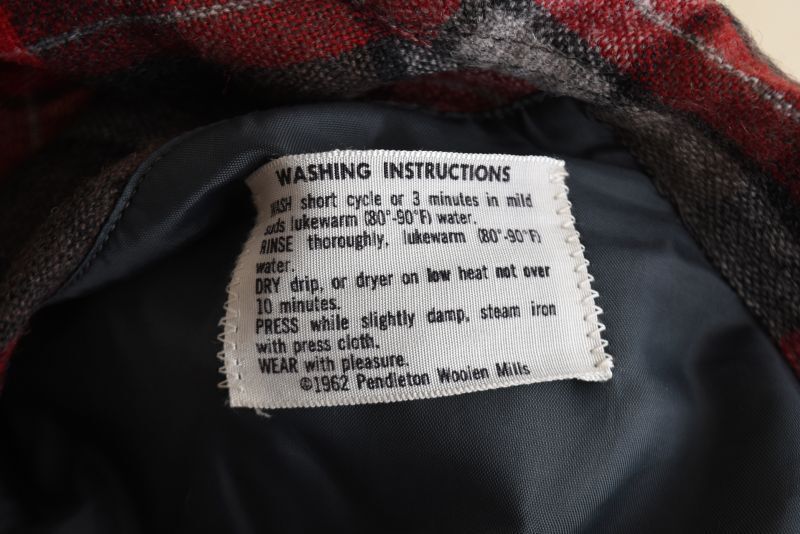 WASHING INSTRUCTIONS
WASH short cycle or 3 minutes in mild
suds lukewarm (80°-90°F) water.
RINSE thoroughly, lukewarm (80°-90°F)
water.
DRY drip, or dryer on low heat not over
10 minutes.
PRESS while slightly damp, steam iron
with press cloth.
WEAR with pleasure.
©1962 Pendleton Woolen Mills